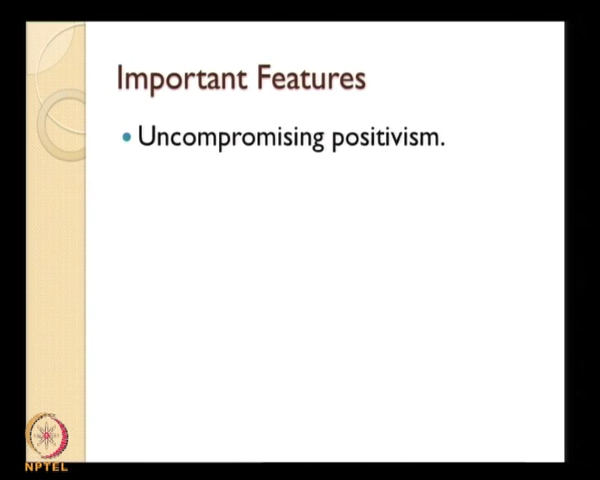 Important Features
• Uncompromising positivism.
NPTEL